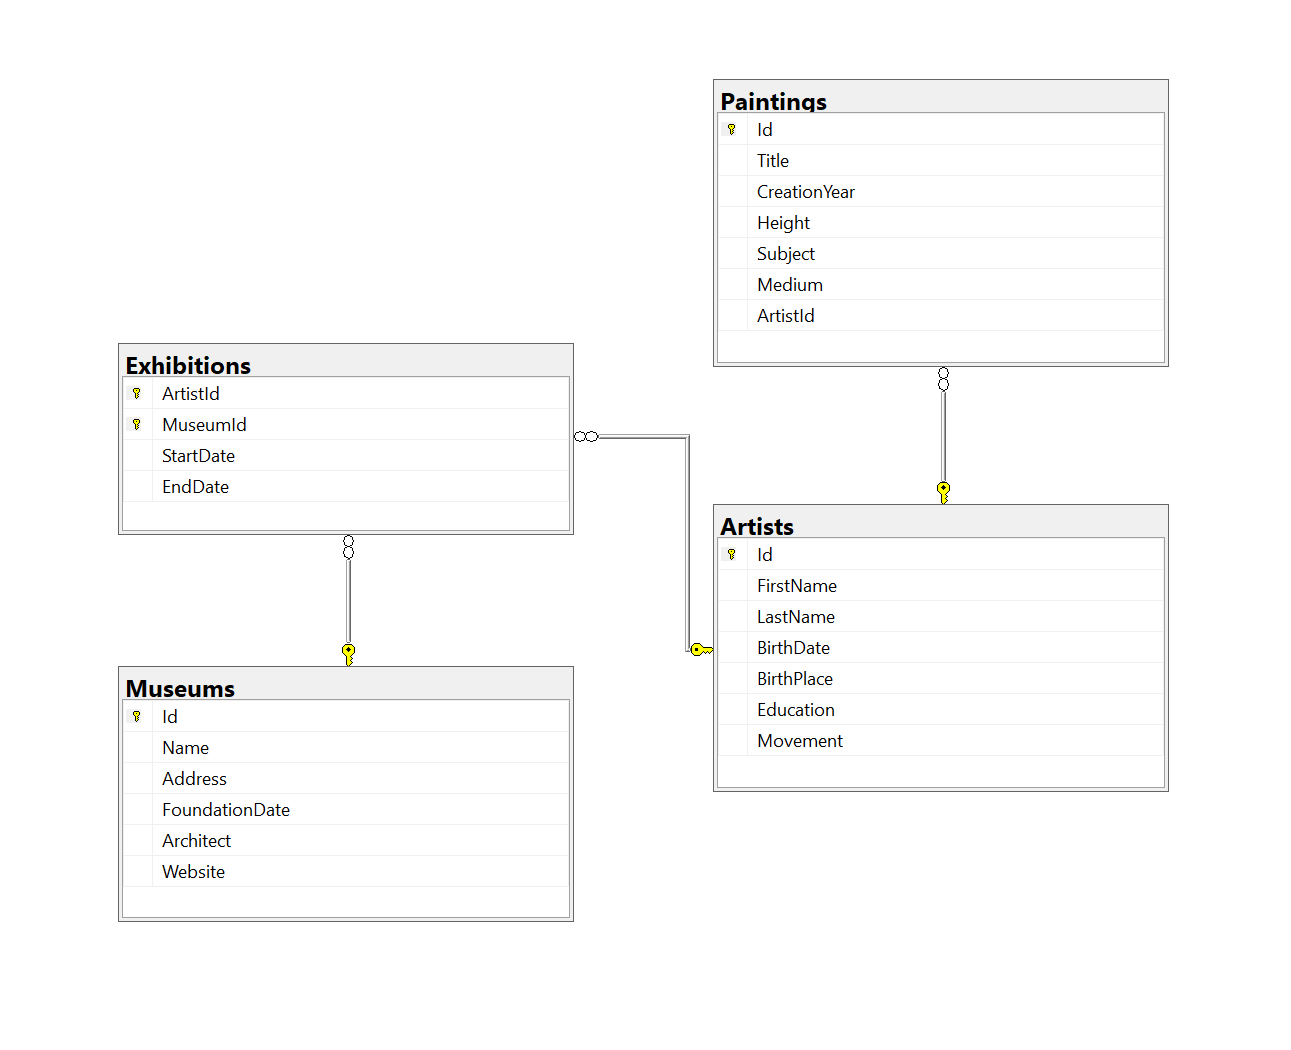 Paintings
Id
Title
CreationYear
Height
Subject
Medium
ArtistId
Exhibitions
ArtistId
MuseumId
StartDate
EndDate
Artists
Id
FirstName
LastName
BirthDate
BirthPlace
Education
Movement
Museums
Id
Name
Address
FoundationDate
Architect
Website